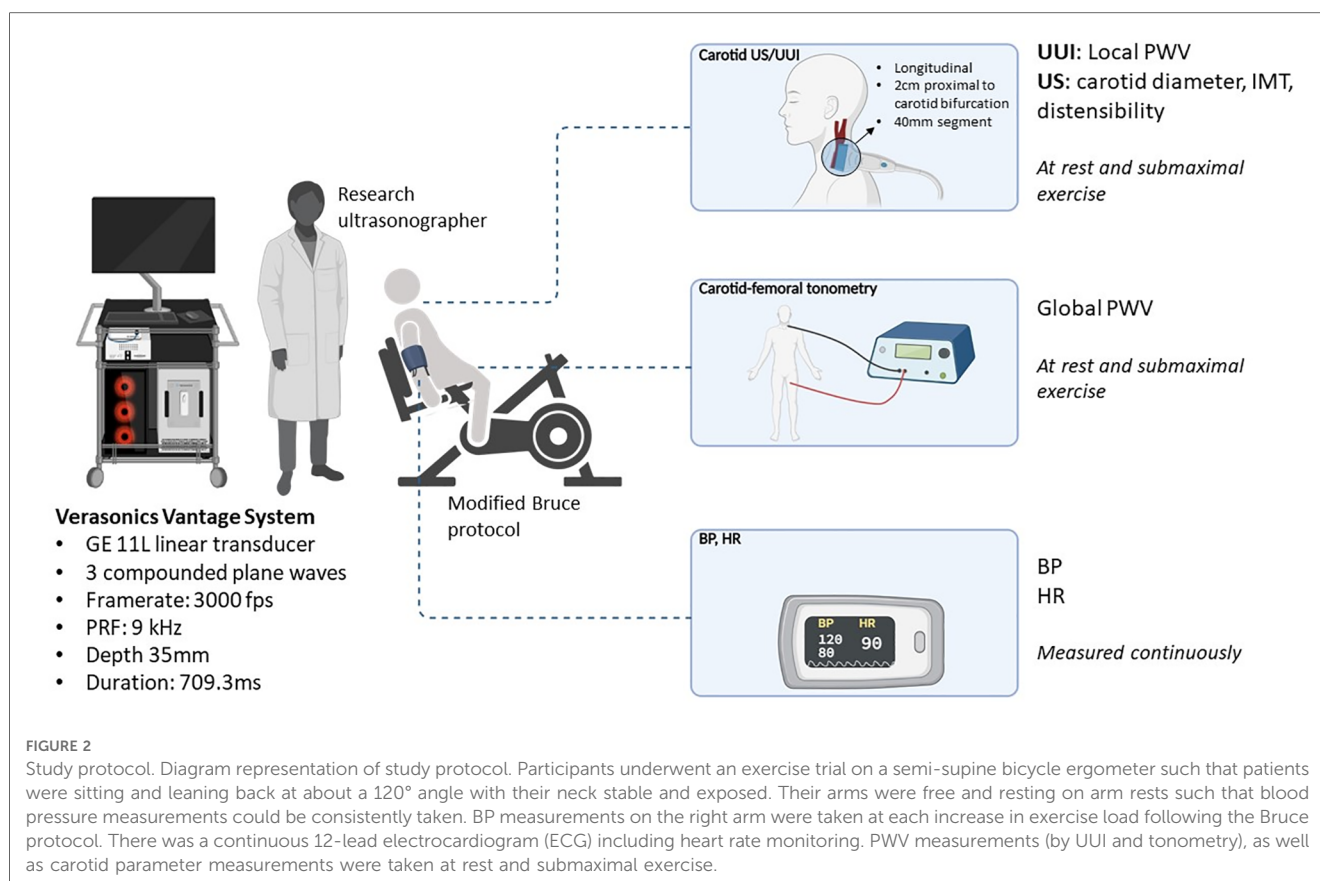 Carotid US/UUI
• Longitudinal
• 2cm proximal to
carotid bifurcation
• 40mm segment
UUI: Local PWV
US: carotid diameter, IMT,
distensibility
At rest and submaximal
exercise
Research
ultrasonographer
Carotid-femoral tonometry
Global PWV
At rest and submaximal
exercise
Modified Bruce
protocol
Verasonics Vantage System
• GE 11L linear transducer
• 3 compounded plane waves
• Framerate: 3000 fps
• PRF: 9 kHz
• Depth 35mm
• Duration: 709.3ms
BP, HR
BP HR
120 90
80
BP
HR
Measured continuously
FIGURE 2
Study protocol. Diagram representation of study protocol. Participants underwent an exercise trial on a semi-supine bicycle ergometer such that patients
were sitting and leaning back at about a 120° angle with their neck stable and exposed. Their arms were free and resting on arm rests such that blood
pressure measurements could be consistently taken. BP measurements on the right arm were taken at each increase in exercise load following the Bruce
protocol. There was a continuous 12-lead electrocardiogram (ECG) including heart rate monitoring. PWV measurements (by UUI and tonometry), as well
as carotid parameter measurements were taken at rest and submaximal exercise.